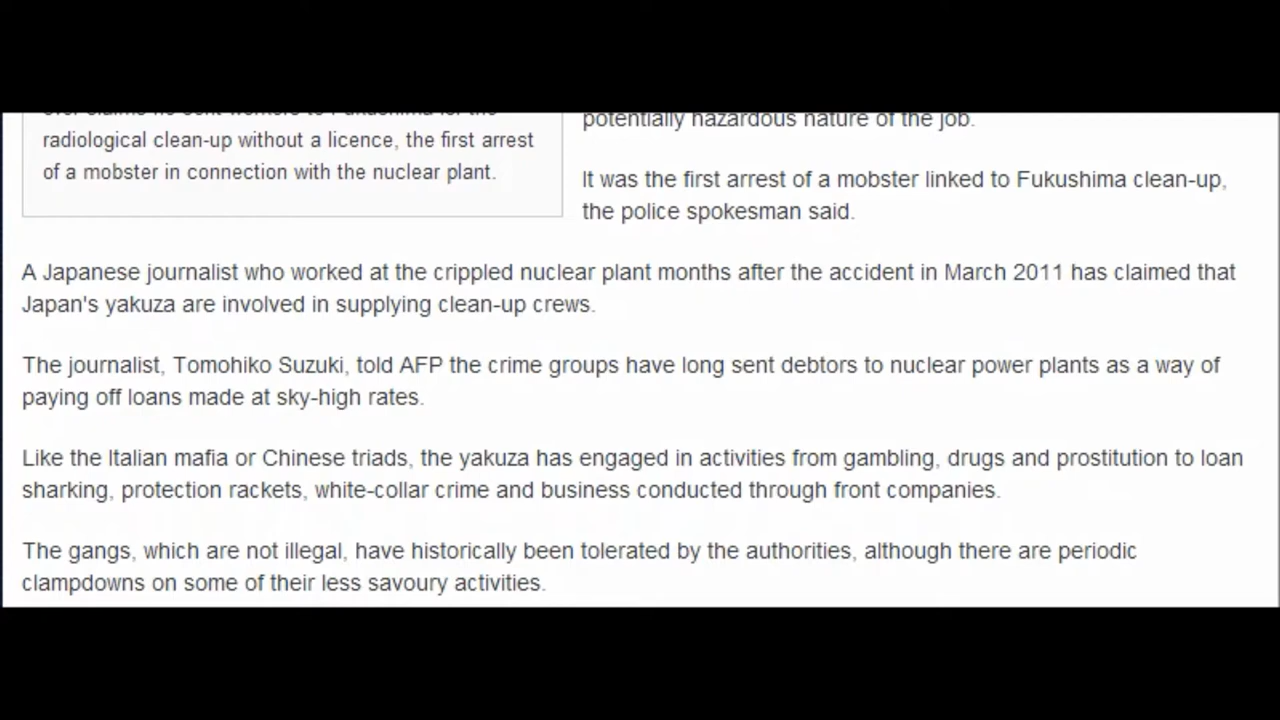 radiological clean-up without a licence, the first arrest
of a mobster in connection with the nuclear plant.
potentially hazardous nature of the job.
It was the first arrest of a mobster linked to Fukushima clean-up,
the police spokesman said.
A Japanese journalist who worked at the crippled nuclear plant months after the accident in March 2011 has claimed that
Japan's yakuza are involved in supplying clean-up crews.
The journalist, Tomohiko Suzuki, told AFP the crime groups have long sent debtors to nuclear power plants as a way of
paying off loans made at sky-high rates.
Like the Italian mafia or Chinese triads, the yakuza has engaged in activities from gambling, drugs and prostitution to loan
sharking, protection rackets, white-collar crime and business conducted through front companies.
The gangs, which are not illegal, have historically been tolerated by the authorities, although there are periodic
clampdowns on some of their less savoury activities.